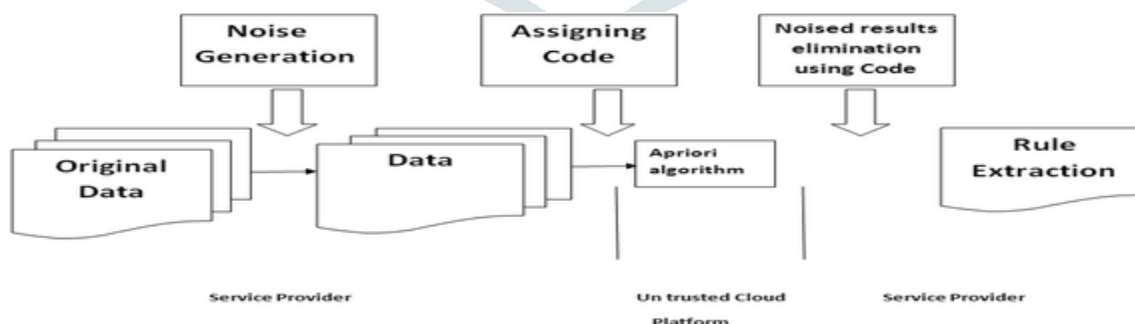 Noise
Generation
Assigning
Code
Noised results
elimination
using Code
Original
Data
Data
Apriori
algorithm
Rule
Extraction
Service Provider
Un trusted Cloud
Platform
Service Provider